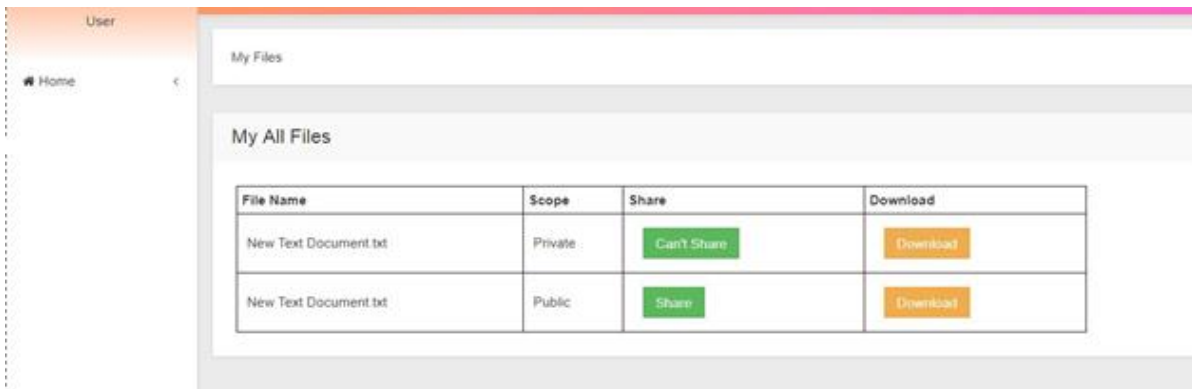 User
Home
My Files
My All Files
File Name Scope Share Download
New Text Document.txt Private Can't Share Download
New Text Document.txt Public Share Download